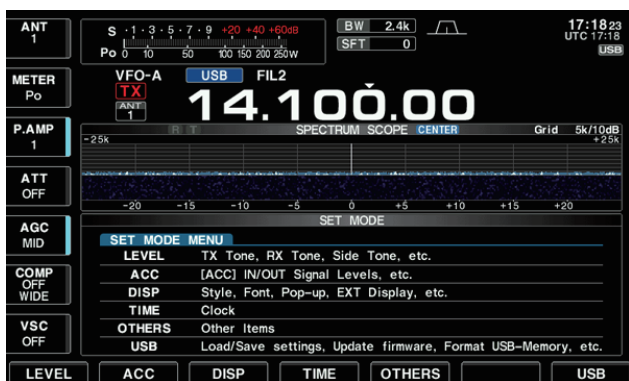 ANT
1
METER
Po
P.AMP
1
ATT
OFF
AGC
MID
COMP
OFF
WIDE
VSC
OFF
S ·1·3·5·7·9 +20 +40 +60dB
Po 0 10 50 100 150 200 250W
BW 2.4k
SFT 0
17:18 23
UTC 17:18
USB
VFO-A USB FIL2
TX
ANT
1
14.100.00
R T SPECTRUM SCOPE CENTER Grid 5k/10dB
-25k +25k
-20 -15 -10 -5 0 +5 +10 +15 +20
SET MODE
SET MODE MENU
LEVEL TX Tone, RX Tone, Side Tone, etc.
ACC [ACC] IN/OUT Signal Levels, etc.
DISP Style, Font, Pop-up, EXT Display, etc.
TIME Clock
OTHERS Other Items
USB Load/Save settings, Update firmware, Format USB-Memory, etc.
LEVEL ACC DISP TIME OTHERS USB